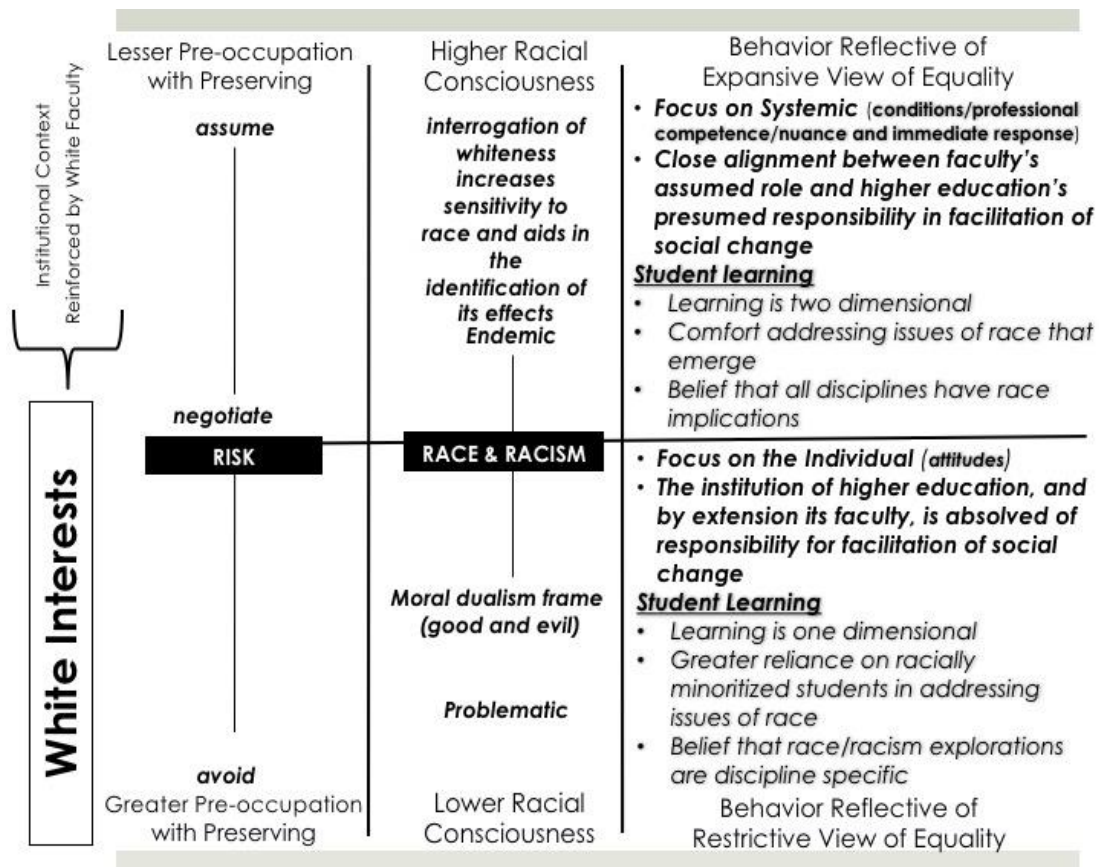 Institutional Context
Reinforced by White Faculty
White Interests
Lesser Pre-occupation
with Preserving
assume
negotiate
RISK
avoid
Greater Pre-occupation
with Preserving
Higher Racial
Consciousness
interrogation of
whiteness
increases
sensitivity to
race and aids in
the
identification of
its effects
Endemic
RACE & RACISM
Moral dualism frame
(good and evil)
Problematic
Lower Racial
Consciousness
Behavior Reflective of
Expansive View of Equality
• Focus on Systemic (conditions/professional
competence/nuance and immediate response)
• Close alignment between faculty’s
assumed role and higher education’s
presumed responsibility in facilitation of
social change
Student learning
• Learning is two dimensional
• Comfort addressing issues of race that
emerge
• Belief that all disciplines have race
implications
• Focus on the Individual (attitudes)
• The institution of higher education, and
by extension its faculty, is absolved of
responsibility for facilitation of social
change
Student Learning
• Learning is one dimensional
• Greater reliance on racially
minoritized students in addressing
issues of race
• Belief that race/racism explorations
are discipline specific
Behavior Reflective of
Restrictive View of Equality